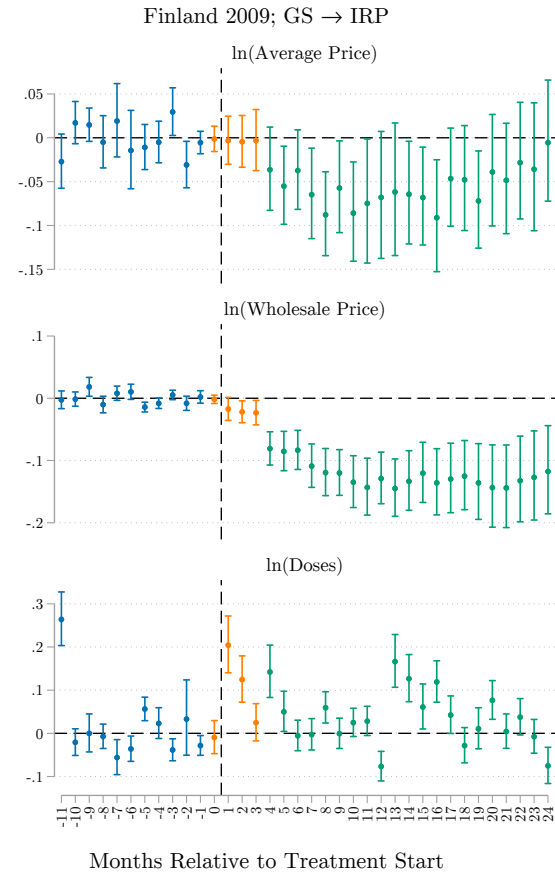 Finland 2009; GS → IRP
ln(Average Price)
.05
0
-.05
-.1
-.15
ln(Wholesale Price)
.1
0
-.1
-.2
ln(Doses)
.3
.2
.1
0
-.1
-11 -10 -9 -8 -7 -6 -5 -4 -3 -2 -1 0 1 2 3 4 5 6 7 8 9 10 11 12 13 14 15 16 17 18 19 20 21 22 23 24
Months Relative to Treatment Start